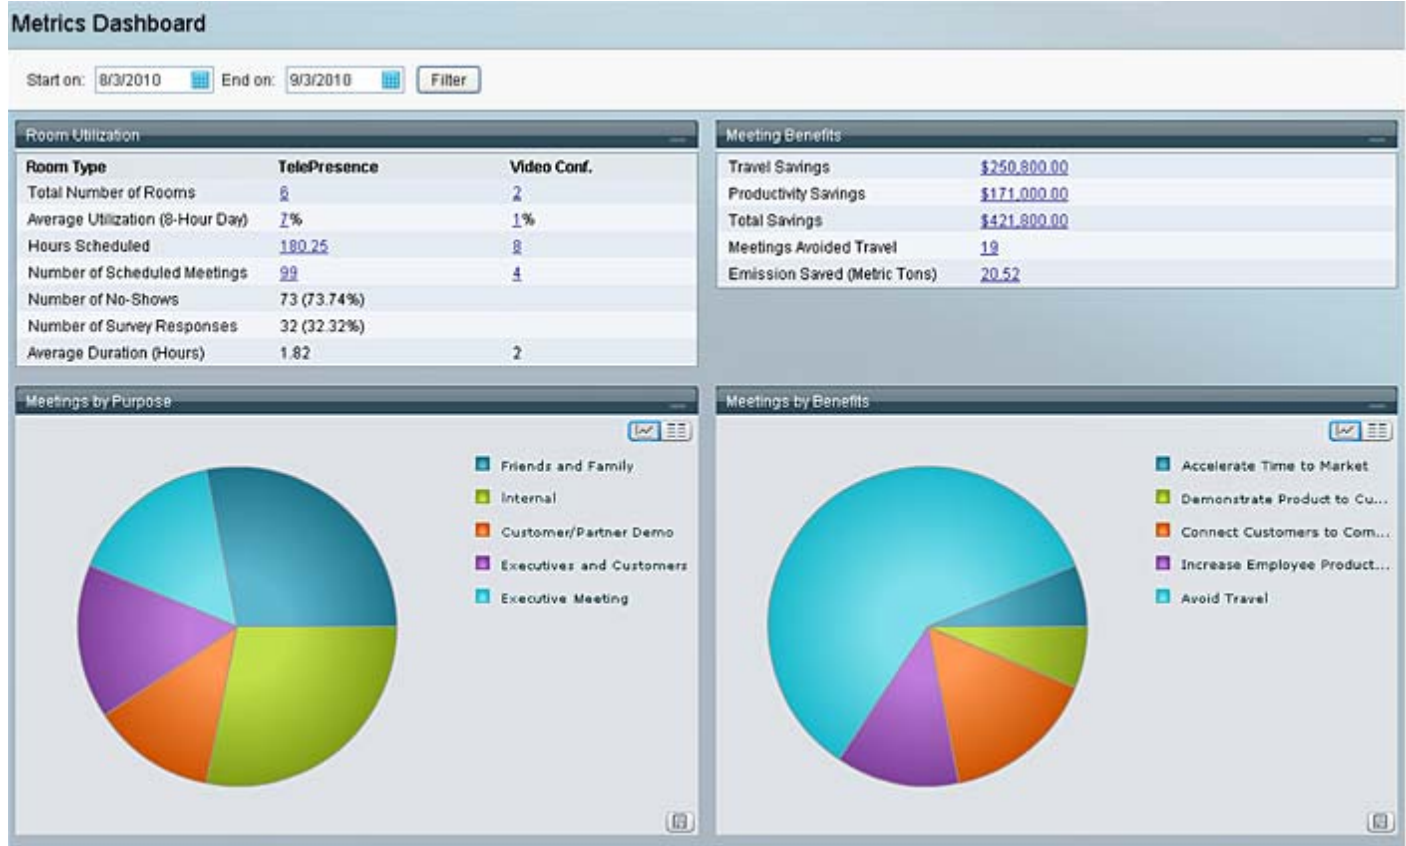 Metrics Dashboard
Start on: 8/3/2010 End on: 9/3/2010 Filter
Room Utilization
Room Type TelePresence Video Conf.
Total Number of Rooms 6 2
Average Utilization (8-Hour Day) 7% 1%
Hours Scheduled 180.25 8
Number of Scheduled Meetings 99 4
Number of No-Shows 73 (73.74%)
Number of Survey Responses 32 (32.32%)
Average Duration (Hours) 1.82 2
Meeting Benefits
Travel Savings $250,800.00
Productivity Savings $171,000.00
Total Savings $421,800.00
Meetings Avoided Travel 19
Emission Saved (Metric Tons) 20.52
Meetings by Purpose
Friends and Family
Internal
Customer/Partner Demo
Executives and Customers
Executive Meeting
Meetings by Benefits
Accelerate Time to Market
Demonstrate Product to Cu...
Connect Customers to Com...
Increase Employee Product...
Avoid Travel